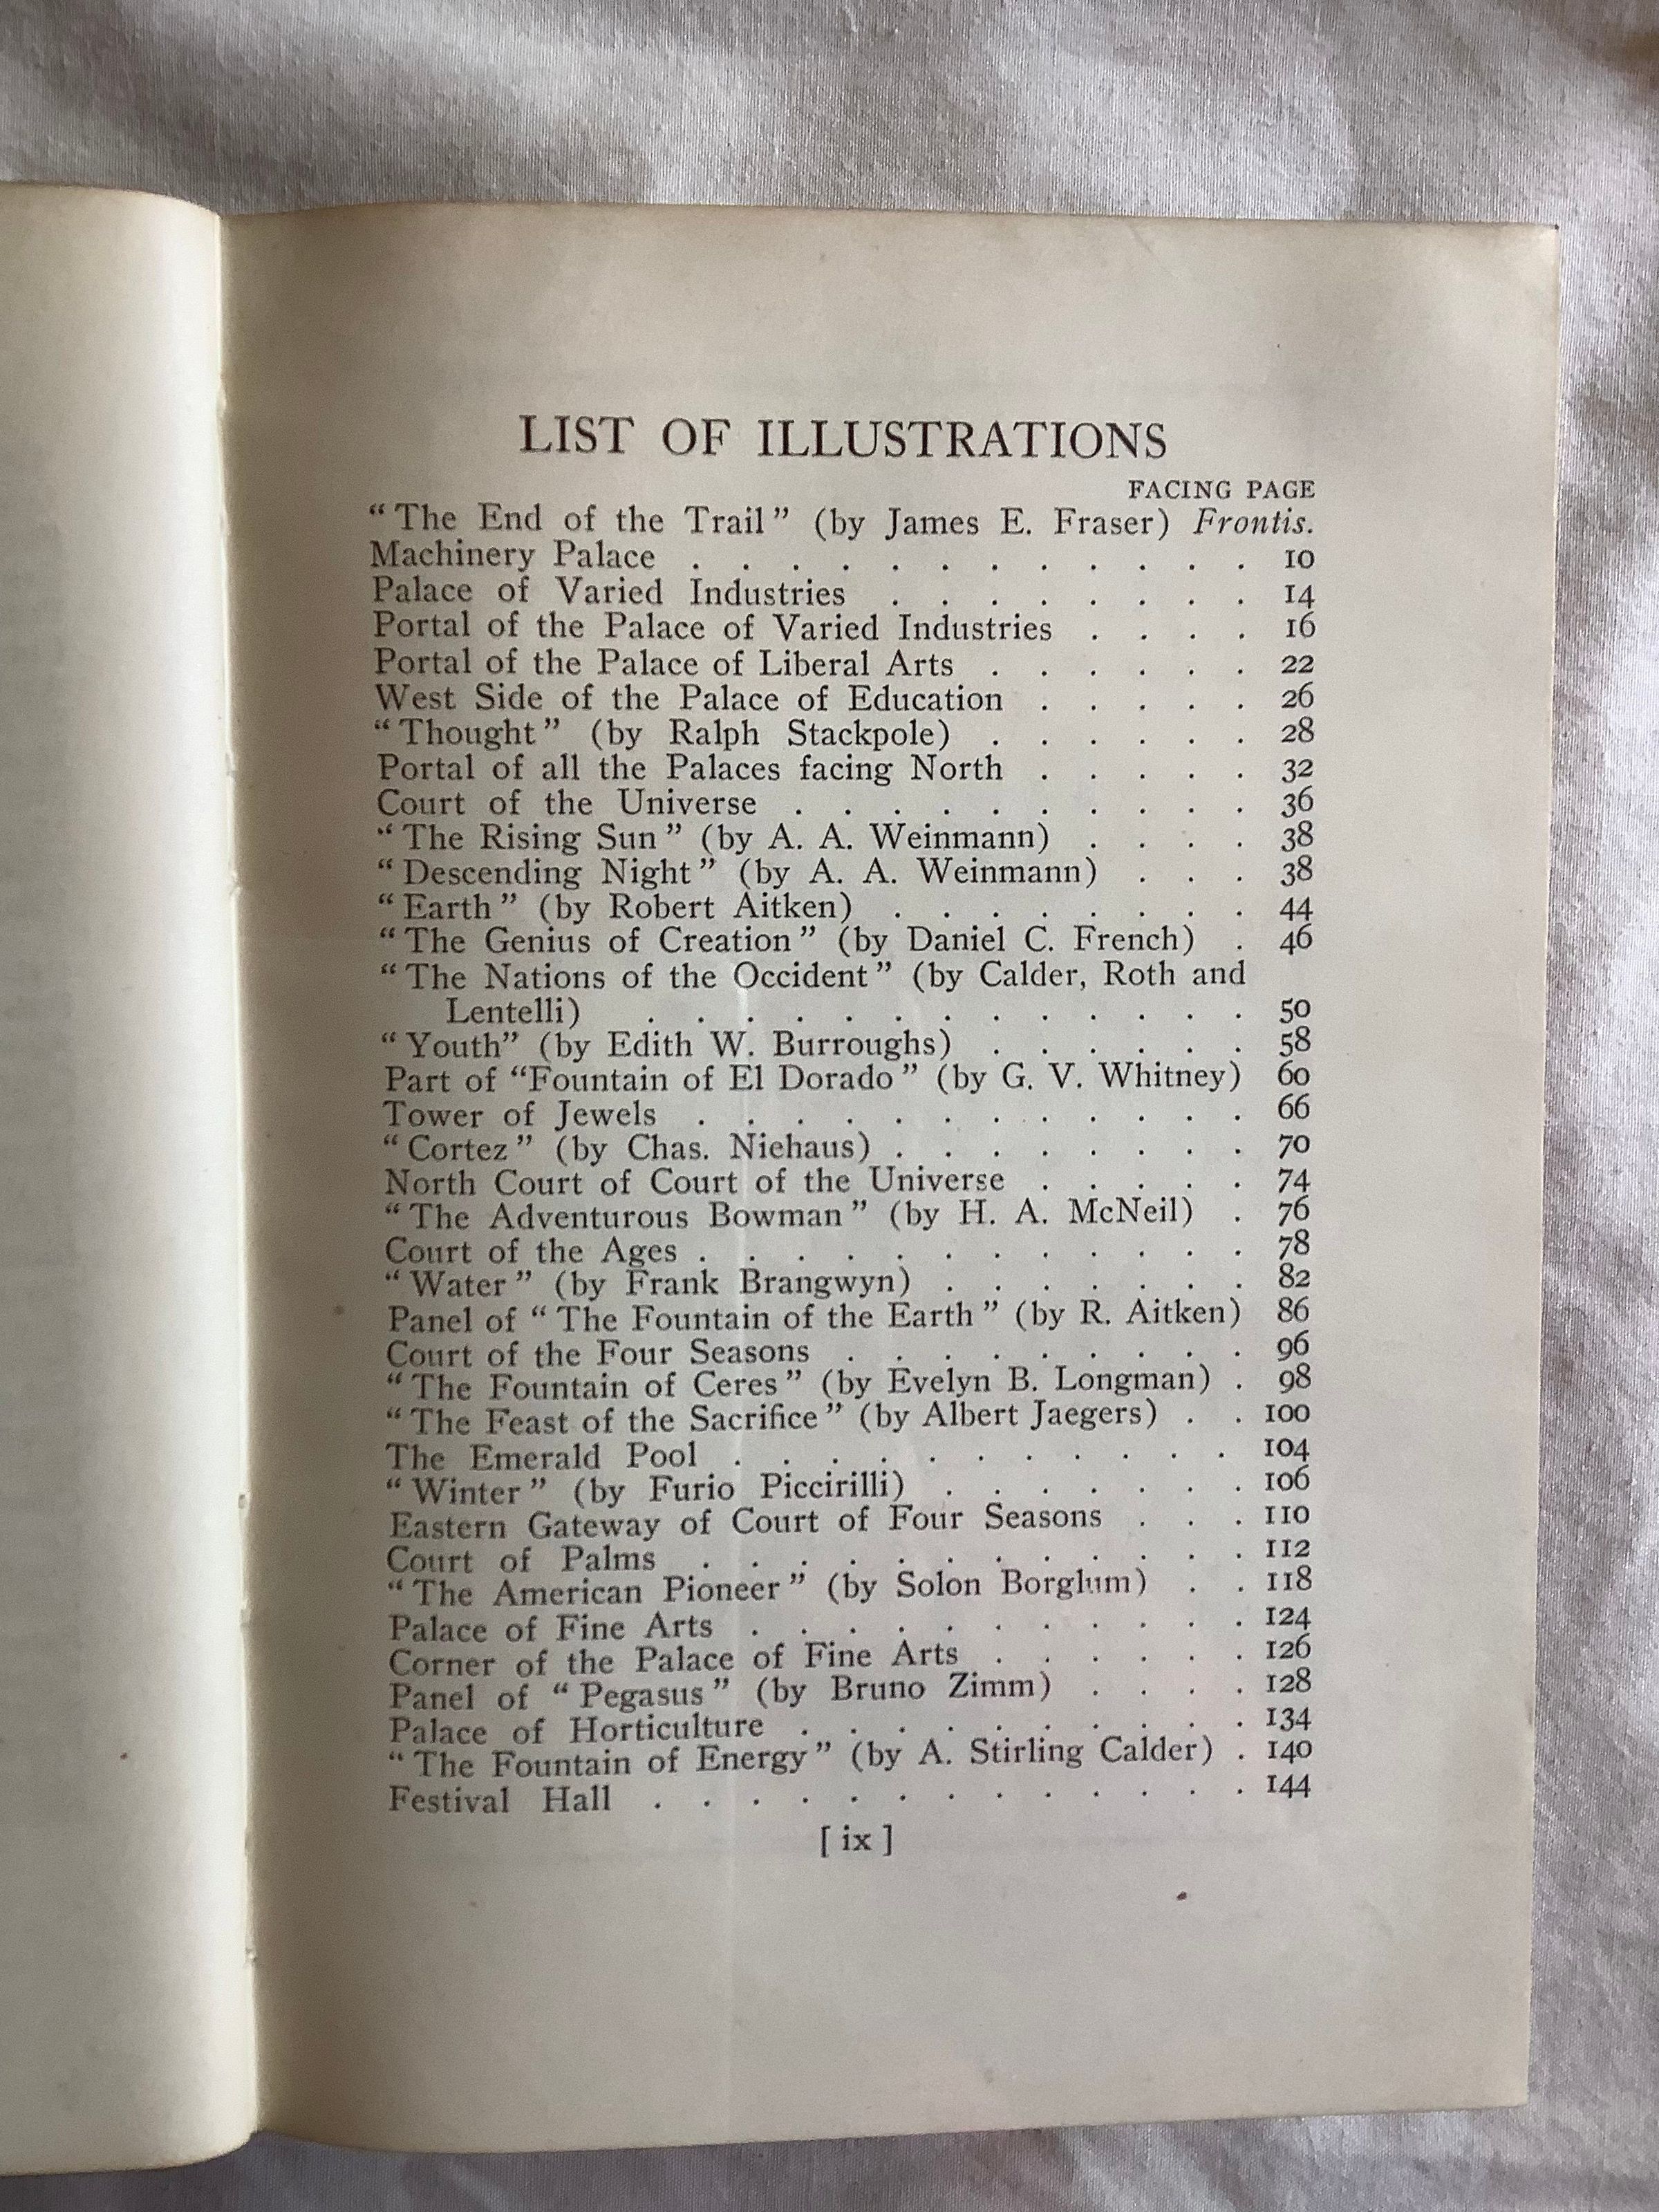 LIST OF ILLUSTRATIONS
FACING PAGE
“The End of the Trail” (by James E. Fraser) Frontis.
Machinery Palace . . . . . . . . . . . . 10
Palace of Varied Industries . . . . . . . . 14
Portal of the Palace of Varied Industries . . . . 16
Portal of the Palace of Liberal Arts . . . . . . 22
West Side of the Palace of Education . . . . . 26
“Thought” (by Ralph Stackpole) . . . . . . 28
Portal of all the Palaces facing North . . . . . 32
Court of the Universe . . . . . . . . . . 36
“The Rising Sun” (by A. A. Weinmann) . . . . 38
“Descending Night” (by A. A. Weinmann) . . . 38
“Earth” (by Robert Aitken) . . . . . . . . 44
“The Genius of Creation” (by Daniel C. French) . 46
“The Nations of the Occident” (by Calder, Roth and
Lentelli) . . . . . . . . . . . . . 50
“Youth” (by Edith W. Burroughs) . . . . . . 58
Part of “Fountain of El Dorado” (by G. V. Whitney) 60
Tower of Jewels . . . . . . . . . . . . 66
“Cortez” (by Chas. Niehaus) . . . . . . . . 70
North Court of Court of the Universe . . . . . 74
“The Adventurous Bowman” (by H. A. McNeil) . 76
Court of the Ages . . . . . . . . . . . . 78
“Water” (by Frank Brangwyn) . . . . . . . 82
Panel of “The Fountain of the Earth” (by R. Aitken) 86
Court of the Four Seasons . . . . . . . . . 96
“The Fountain of Ceres” (by Evelyn B. Longman) . 98
“The Feast of the Sacrifice” (by Albert Jaegers) . . 100
The Emerald Pool . . . . . . . . . . . 104
“Winter” (by Furio Piccirilli) . . . . . . . 106
Eastern Gateway of Court of Four Seasons . . . 110
Court of Palms . . . . . . . . . . . . 112
“The American Pioneer” (by Solon Borglum) . . 118
Palace of Fine Arts . . . . . . . . . . . 124
Corner of the Palace of Fine Arts . . . . . . 126
Panel of “Pegasus” (by Bruno Zimm) . . . . 128
Palace of Horticulture . . . . . . . . . . 134
“The Fountain of Energy” (by A. Stirling Calder) . 140
Festival Hall . . . . . . . . . . . . . 144
[ ix ]